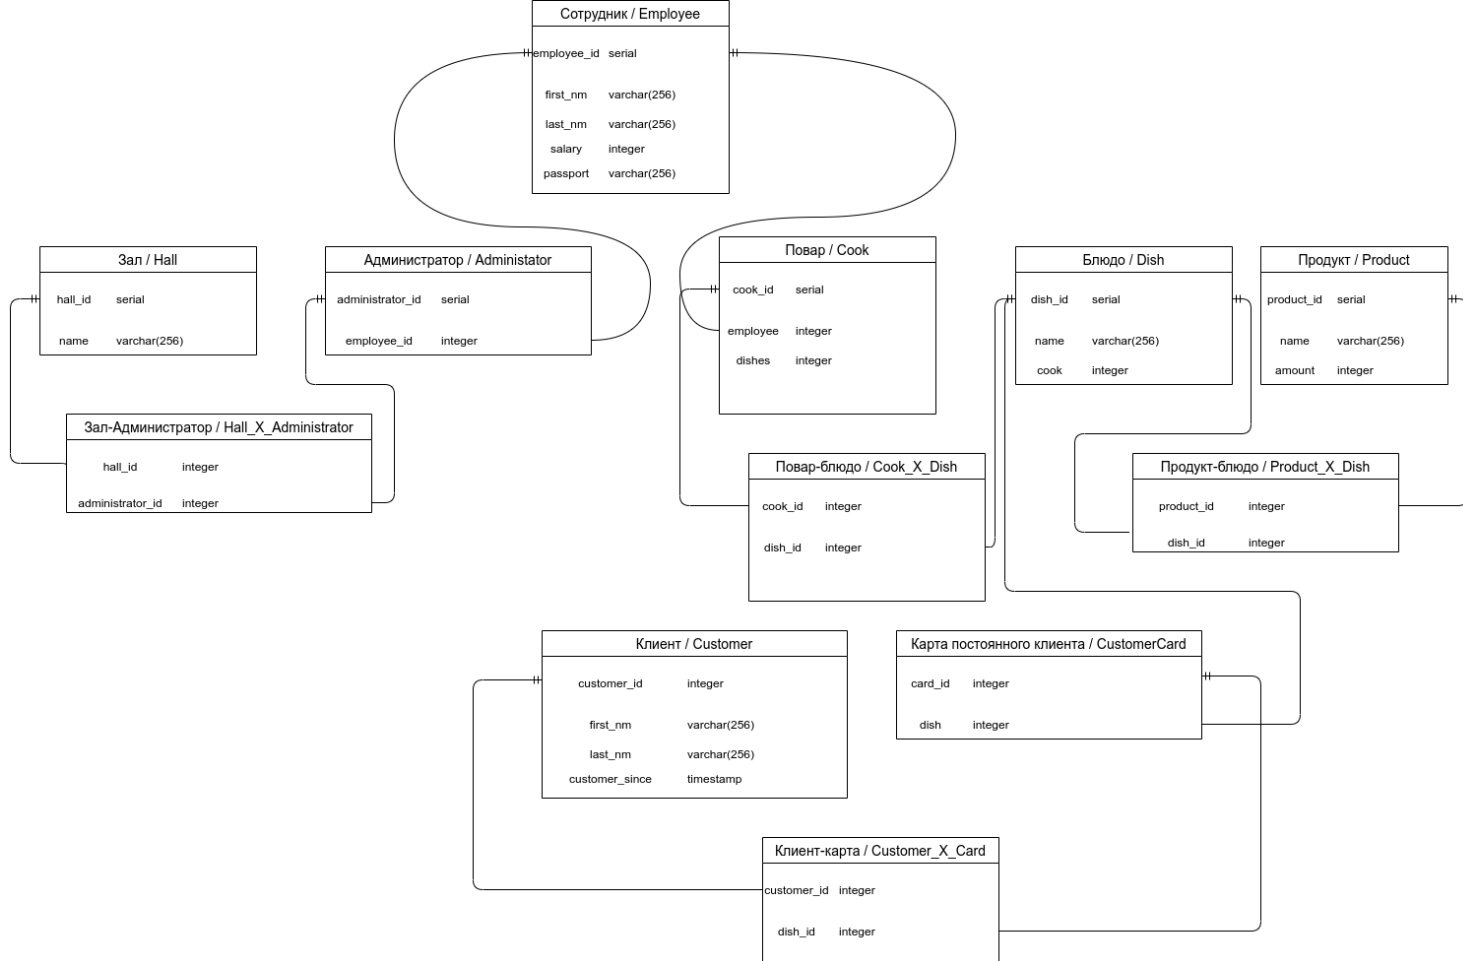 Сотрудник / Employee
employee_id serial
first_nm varchar(256)
last_nm varchar(256)
salary integer
passport varchar(256)
Зал / Hall
hall_id serial
name varchar(256)
Администратор / Administator
administrator_id serial
employee_id integer
Повар / Cook
cook_id serial
employee integer
dishes integer
Блюдо / Dish
dish_id serial
name varchar(256)
cook integer
Продукт / Product
product_id serial
name varchar(256)
amount integer
Зал-Администратор / Hall_X_Administrator
hall_id integer
administrator_id integer
Повар-блюдо / Cook_X_Dish
cook_id integer
dish_id integer
Продукт-блюдо / Product_X_Dish
product_id integer
dish_id integer
Клиент / Customer
customer_id integer
first_nm varchar(256)
last_nm varchar(256)
customer_since timestamp
Карта постоянного клиента / CustomerCard
card_id integer
dish integer
Клиент-карта / Customer_X_Card
customer_id integer
dish_id integer